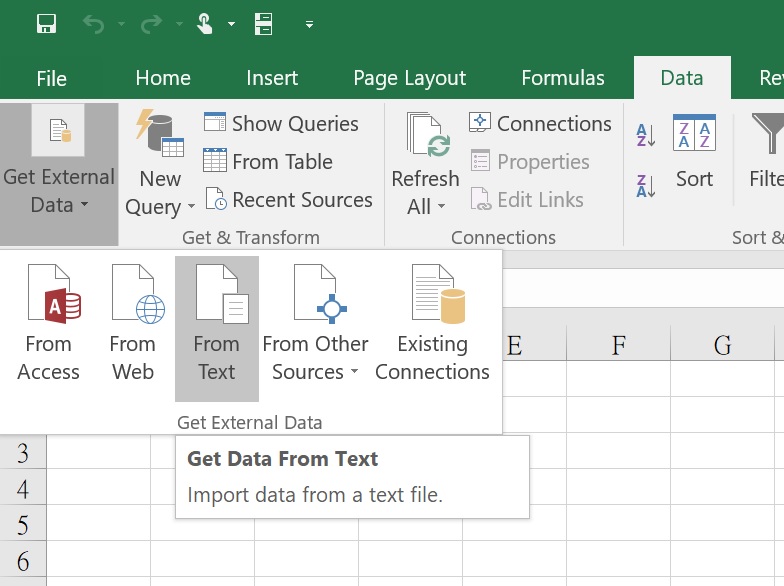 File Home Insert Page Layout Formulas Data Re
Get External
Data
New
Query
Show Queries
From Table
Recent Sources
Get & Transform
Refresh
All
Connections
Properties
Edit Links
Connections
A
Z
Z
A
Z A
A Z
Sort
Filte
Sort &
A
From
Access
From
Web
From
Text
From Other
Sources
Existing
Connections
Get External Data
E F G
Get Data From Text
Import data from a text file.
3
4
5
6